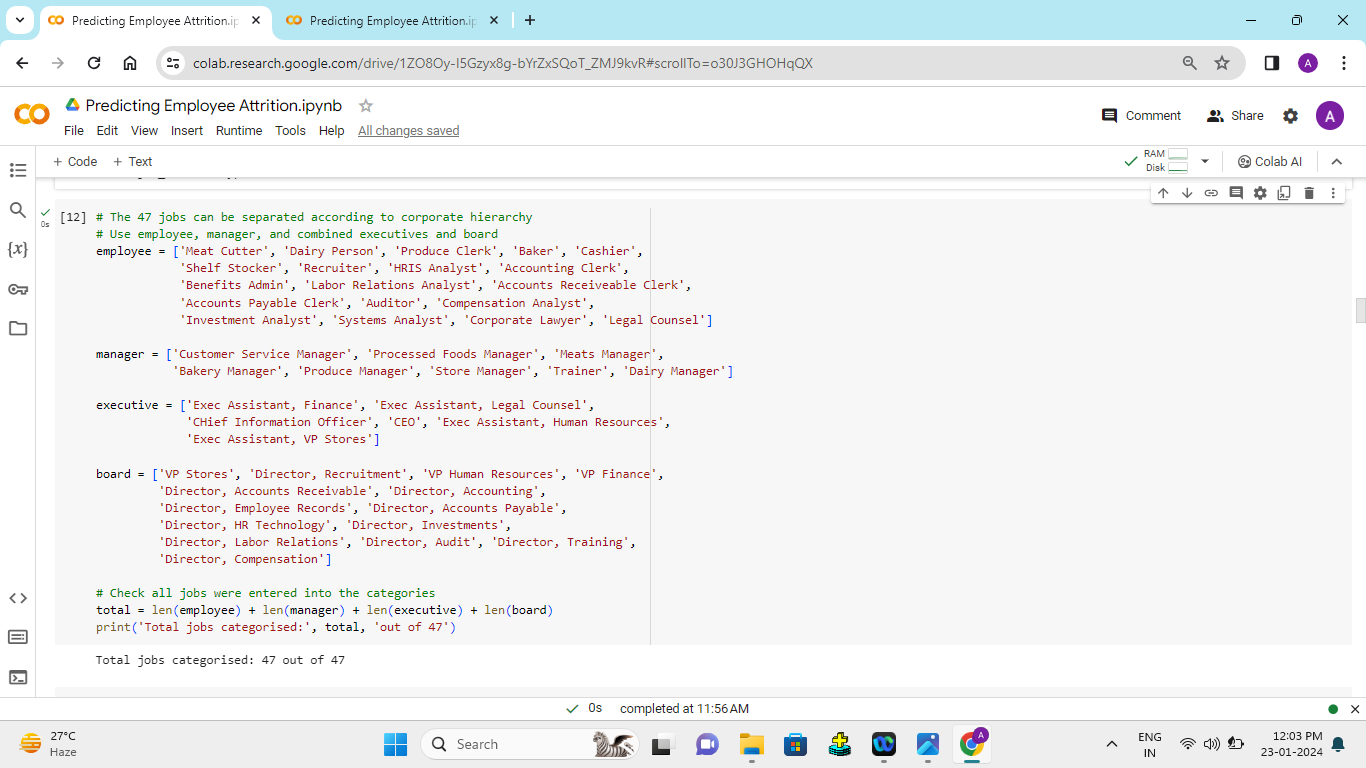 Predicting Employee Attrition.ip
Predicting Employee Attrition.ip
colab.research.google.com/drive/1ZO8Oy-I5Gzyx8g-bYrZxSQoT_ZMJ9kvR#scrollTo=o30J3GHOHqQX
A
Predicting Employee Attrition.ipynb
Comment
Share
A
File Edit View Insert Runtime Tools Help All changes saved
+ Code + Text
RAM
Disk
Colab AI
{x}
0s
[12] # The 47 jobs can be separated according to corporate hierarchy
# Use employee, manager, and combined executives and board
employee = ['Meat Cutter', 'Dairy Person', 'Produce Clerk', 'Baker', 'Cashier',
'Shelf Stocker', 'Recruiter', 'HRIS Analyst', 'Accounting Clerk',
'Benefits Admin', 'Labor Relations Analyst', 'Accounts Receiveable Clerk',
'Accounts Payable Clerk', 'Auditor', 'Compensation Analyst',
'Investment Analyst', 'Systems Analyst', 'Corporate Lawyer', 'Legal Counsel']
manager = ['Customer Service Manager', 'Processed Foods Manager', 'Meats Manager',
'Bakery Manager', 'Produce Manager', 'Store Manager', 'Trainer', 'Dairy Manager']
executive = ['Exec Assistant, Finance', 'Exec Assistant, Legal Counsel',
'CHief Information Officer', 'CEO', 'Exec Assistant, Human Resources',
'Exec Assistant, VP Stores']
board = ['VP Stores', 'Director, Recruitment', 'VP Human Resources', 'VP Finance',
'Director, Accounts Receivable', 'Director, Accounting',
'Director, Employee Records', 'Director, Accounts Payable',
'Director, HR Technology', 'Director, Investments',
'Director, Labor Relations', 'Director, Audit', 'Director, Training',
'Director, Compensation']
# Check all jobs were entered into the categories
total = len(employee) + len(manager) + len(executive) + len(board)
print('Total jobs categorised:', total, 'out of 47')
Total jobs categorised: 47 out of 47
0s completed at 11:56 AM
27°C
Haze
Search
A
ENG
IN
12:03 PM
23-01-2024